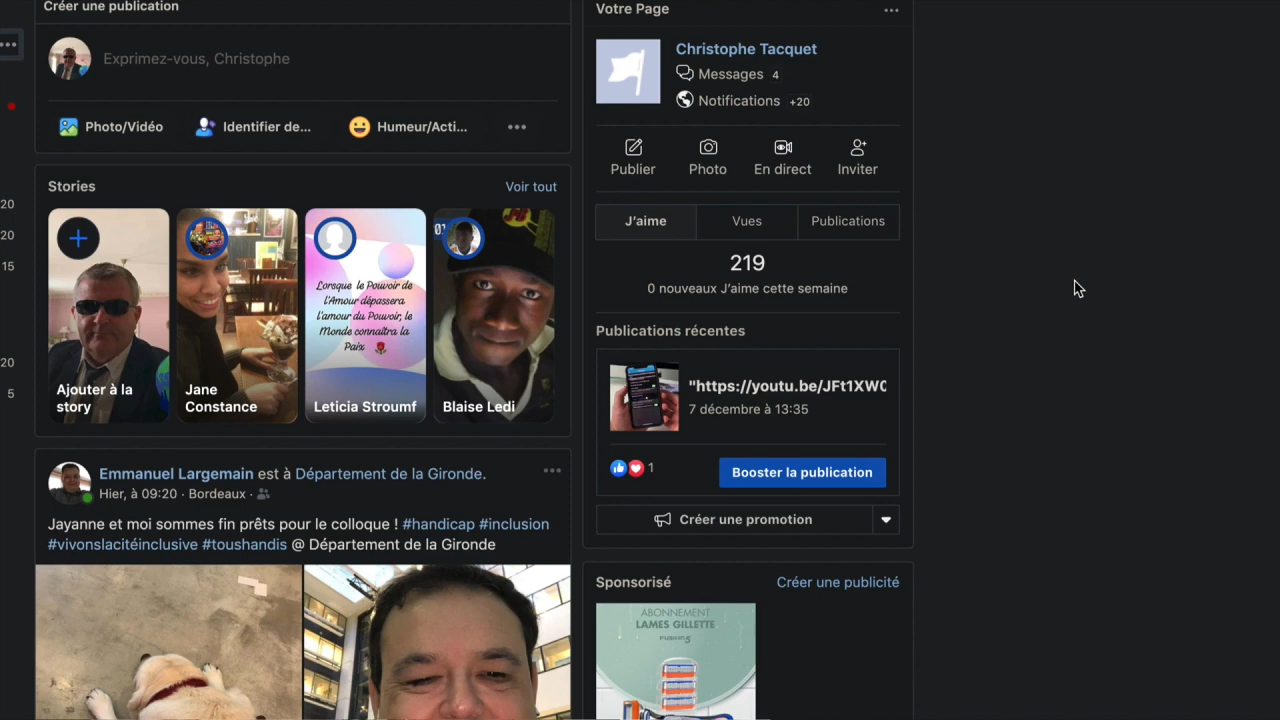 Créer une publication
Exprimez-vous, Christophe
Photo/Vidéo
Identifier de...
Humeur/Acti...
20
20
15
20
5
Stories
Voir tout
Ajouter à la
story
Jane
Constance
Lorsque le Pouvoir de
l'Amour dépassera
l'amour du Pouvoir, le
Monde connaîtra la
Paix
Leticia Stroumf
Blaise Ledi
Emmanuel Largemain est à Département de la Gironde.
Hier, à 09:20 · Bordeaux ·
Jayanne et moi sommes fin prêts pour le colloque ! #handicap #inclusion
#vivonslacitéinclusive #toushandis @ Département de la Gironde
Votre Page
Christophe Tacquet
Messages 4
Notifications +20
Publier
Photo
En direct
Inviter
J'aime
Vues
Publications
219
0 nouveaux J'aime cette semaine
Publications récentes
"https://youtu.be/JFt1XW
7 décembre à 13:35
1
Booster la publication
Créer une promotion
Sponsorisé
Créer une publicité
ABONNEMENT
LAMES GILLETTE
FUSION5